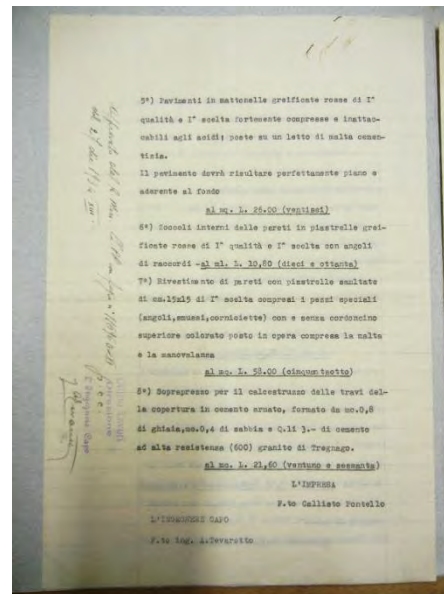 5°) Pavimenti in mattonelle greificate rosse di I°
qualità e I° scelta fortemente compresse e inattac-
cabili agli acidi; poste su un letto di malta cemen-
tizia.
Il pavimento dovrà risultare perfettamente piano e
aderente al fondo
al mq. L. 26.00 (ventisei)
6°) Zoccoli interni delle pareti in piastrelle grei-
ficate rosse di I° qualità e I° scelta con angoli
di raccordi -al ml. L. 10,80 (dieci e ottanta)
7°) Rivestimento di pareti con piastrelle smaltate
di cm.15x15 di I° scelta compresi i pezzi speciali
(angoli,smussi,corniciette) con e senza cordoncino
superiore colorato posto in opera compresa la malta
e la manovalanza
al mq. L. 58.00 (cinquantaotto)
8°) Sopraprezzo per il calcestruzzo delle travi del-
la copertura in cemento armato, formato da mc.0,8
di ghiaia,mc.0,4 di sabbia e Q.li 3.- di cemento
ad alta resistenza (600) granito di Tregnago.
al mc. L. 21,60 (ventuno e sessanta)
L'IMPRESA
F.to Callisto Pontello
L'INGEGNERE CAPO
F.to ing. A.Tevarotto